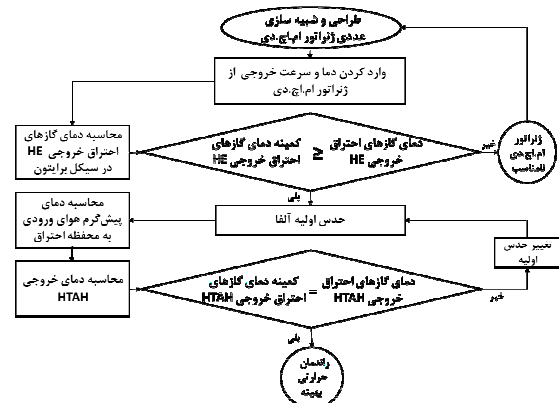 طراحی و شبیه سازی
عددی ژنراتور ام.اچ.دی
وارد کردن دما و سرعت خروجی از
ژنراتور ام.اچ.دی
محاسبه دمای گازهای
احتراق خروجی HE
در سیکل برایتون
دمای گازهای احتراق
خروجی HE
≥
کمینه دمای گازهای
احتراق خروجی HE
خیر
ژنراتور
ام.اچ.دی
نامناسب
بلی
حدس اولیه آلفا
محاسبه دمای
پیش‌گرم هوای ورودی
به محفظه احتراق
تغییر حدس
اولیه
محاسبه دمای خروجی
HTAH
دمای گازهای احتراق
خروجی HTAH
=
کمینه دمای گازهای
احتراق خروجی HTAH
خیر
بلی
راندمان
حرارتی
بهینه